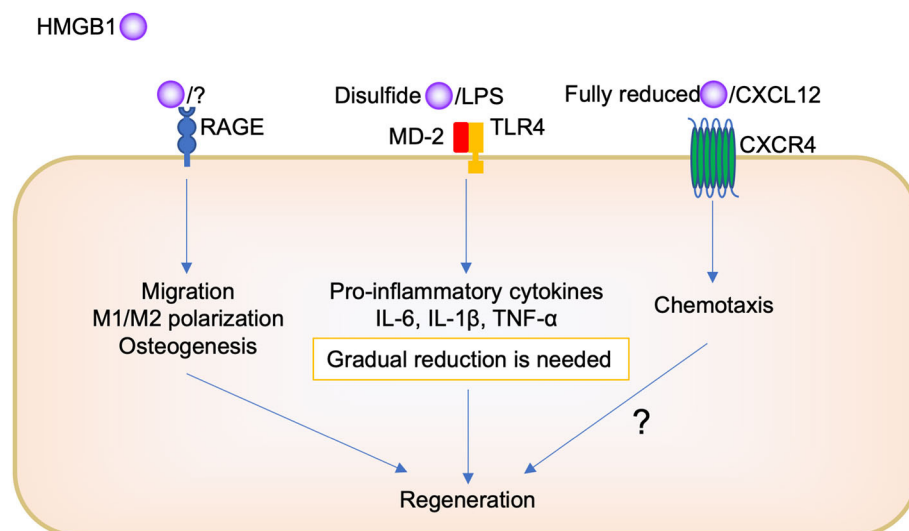 HMGB1
/?
RAGE
Disulfide /LPS
MD-2
TLR4
Fully reduced /CXCL12
CXCR4
Migration
M1/M2 polarization
Osteogenesis
Pro-inflammatory cytokines
IL-6, IL-1β, TNF-α
Gradual reduction is needed
Chemotaxis
?
Regeneration